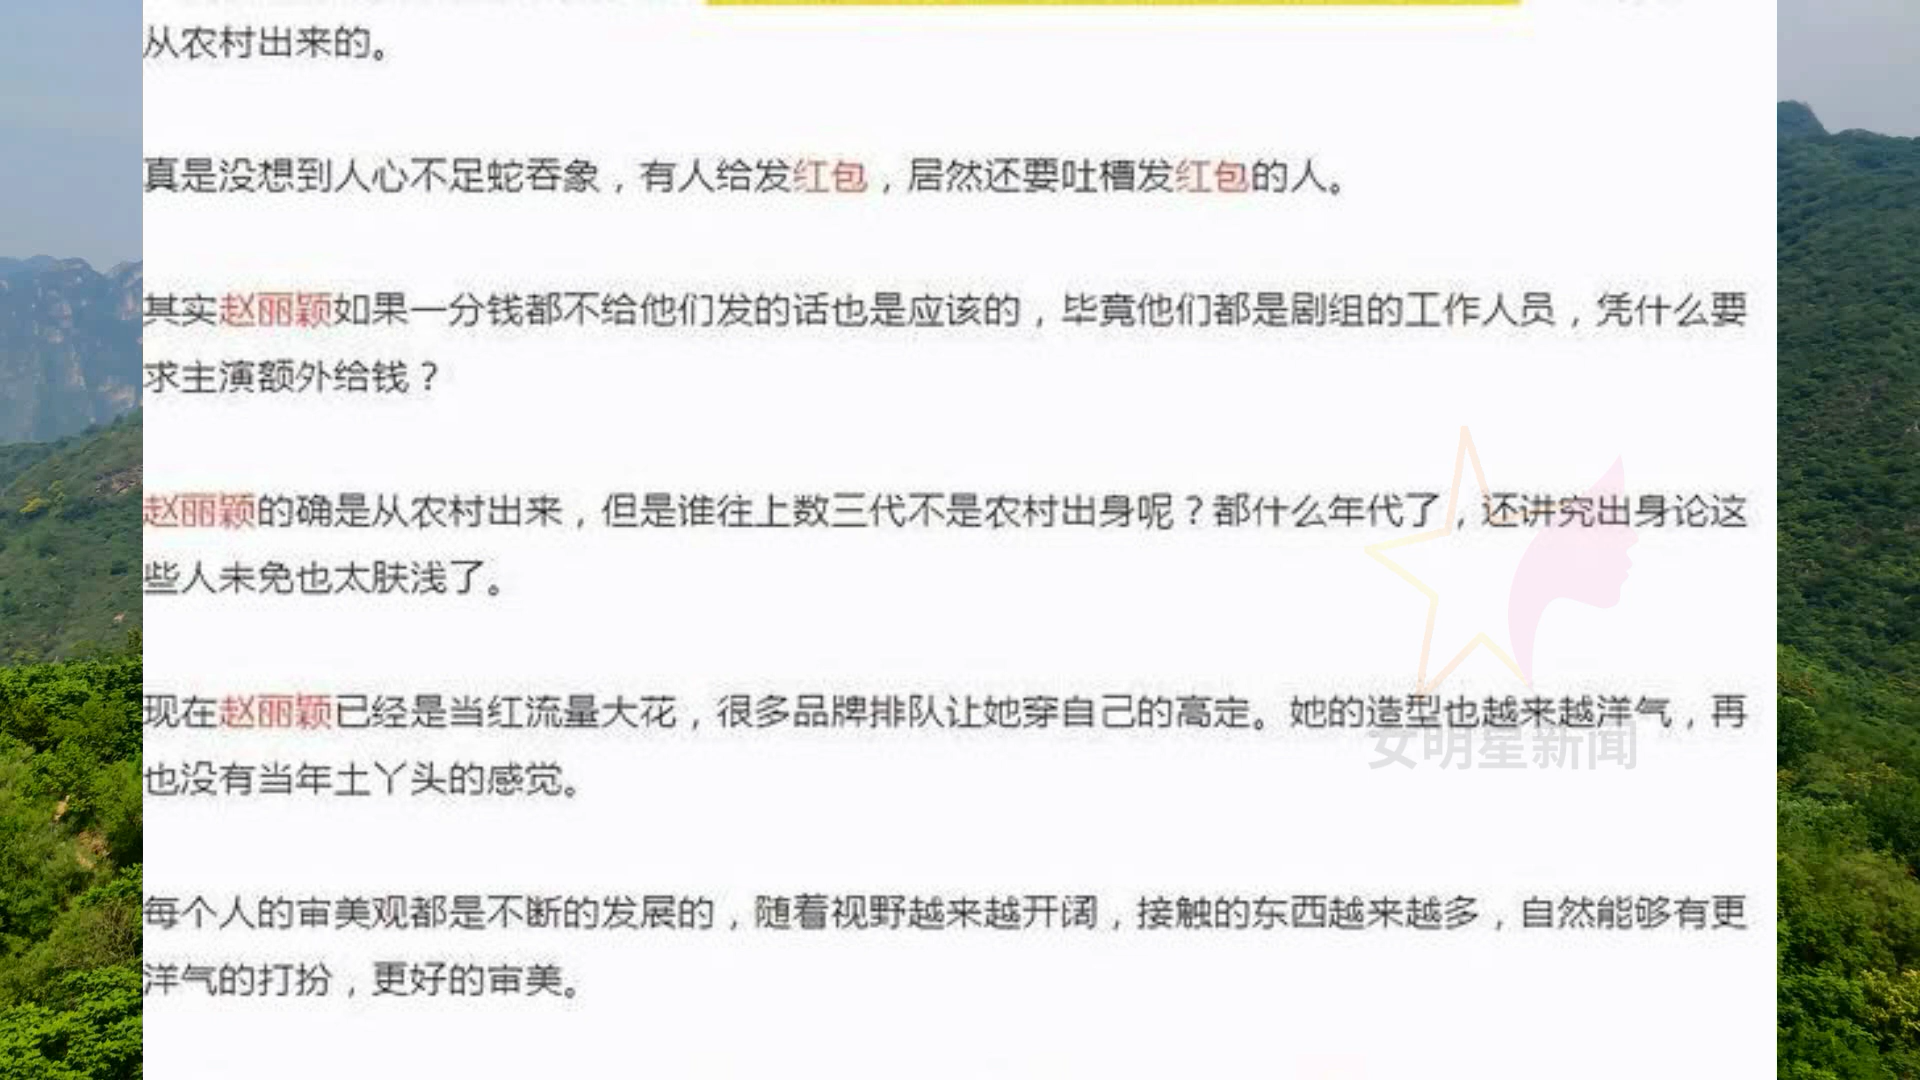 从农村出来的。
真是没想到人心不足蛇吞象，有人给发红包，居然还要吐槽发红包的人。
其实赵丽颖如果一分钱都不给他们发的话也是应该的，毕竟他们都是剧组的工作人员，凭什么要
求主演额外给钱？
赵丽颖的确是从农村出来，但是谁往上数三代不是农村出身呢？都什么年代了，还讲究出身论这
些人未免也太肤浅了。
现在赵丽颖已经是当红流量大花，很多品牌排队让她穿自己的高定。她的造型也越来越洋气，再
也没有当年土丫头的感觉。
女明星新闻
每个人的审美观都是不断的发展的，随着视野越来越开阔，接触的东西越来越多，自然能够有更
洋气的打扮，更好的审美。